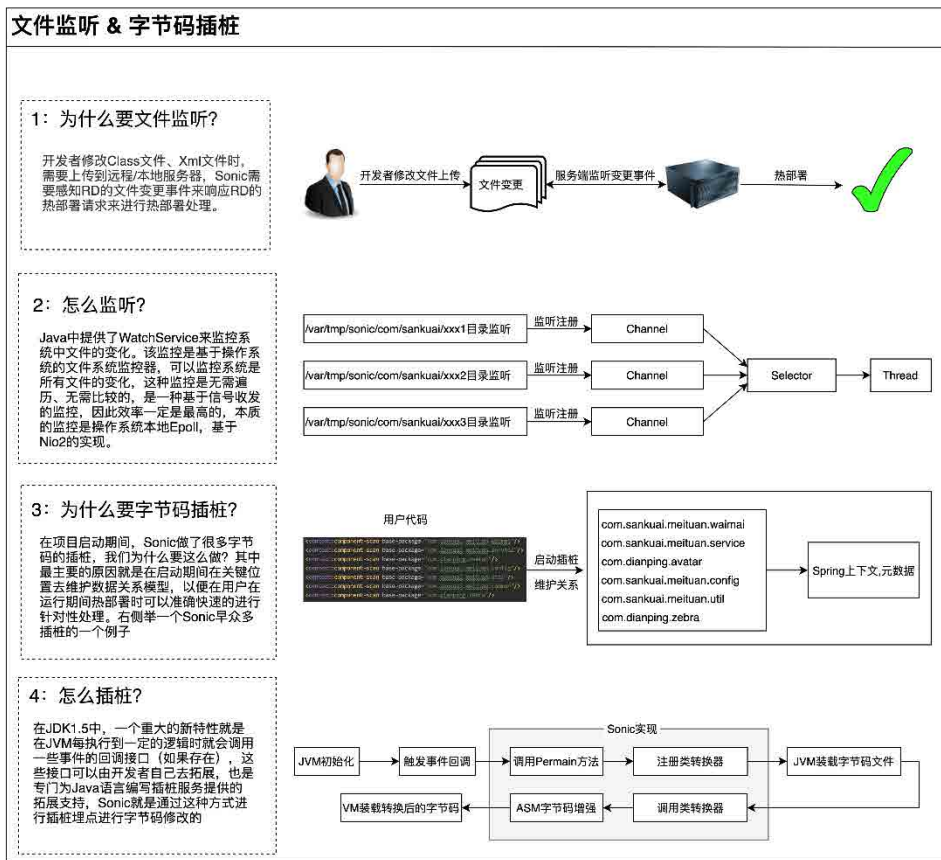 文件监听 & 字节码插桩
1：为什么要文件监听?
开发者修改Class文件、Xml文件时，
需要上传到远程/本地服务器，Sonic需
要感知RD的文件变更事件来响应RD的
热部署请求来进行热部署处理。
开发者修改文件上传
文件变更
服务端监听变更事件
热部署
2：怎么监听?
Java中提供了WatchService来监控系
统中文件的变化。该监控是基于操作系
统的文件系统监控器，可以监控系统是
所有文件的变化，这种监控是无需遍
历、无需比较的，是一种基于信号收发
的监控，因此效率一定是最高的，本质
的监控是操作系统本地Epoll，基于
Nio2的实现。
/var/tmp/sonic/com/sankuai/xxx1目录监听
监听注册
Channel
/var/tmp/sonic/com/sankuai/xxx2目录监听
监听注册
Channel
Selector
Thread
/var/tmp/sonic/com/sankuai/xxx3目录监听
监听注册
Channel
3：为什么要字节码插桩?
在项目启动期间，Sonic做了很多字节
码的插桩，我们为什么要这么做？其中
最主要的原因就是在启动期间在关键位
置去维护数据关系模型，以便在用户在
运行期间热部署时可以准确快速的进行
针对性处理。右侧举一个Sonic早众多
插桩的一个例子
用户代码
启动插桩
维护关系
com.sankuai.meituan.waimai
com.sankuai.meituan.service
com.dianping.avatar
com.sankuai.meituan.config
com.sankuai.meituan.util
com.dianping.zebra
Spring上下文,元数据
4：怎么插桩?
在JDK1.5中，一个重大的新特性就是
在JVM每执行到一定的逻辑时就会调用
一些事件的回调接口（如果存在），这
些接口可以由开发者自己去拓展，也是
专门为Java语言编写插桩服务提供的
拓展支持，Sonic就是通过这种方式进
行插桩埋点进行字节码修改的
Sonic实现
JVM初始化
触发事件回调
调用Permain方法
注册类转换器
JVM装载字节码文件
VM装载转换后的字节码
ASM字节码增强
调用类转换器